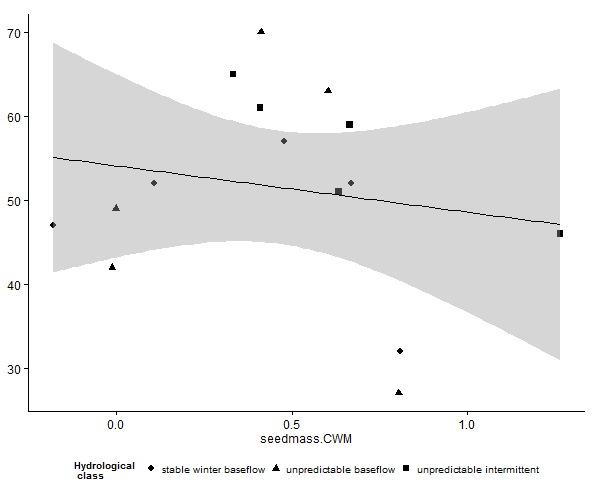 70
60
50
40
30
0.0 0.5 1.0
seedmass.CWM
Hydrological
class
stable winter baseflow unpredictable baseflow unpredictable intermittent